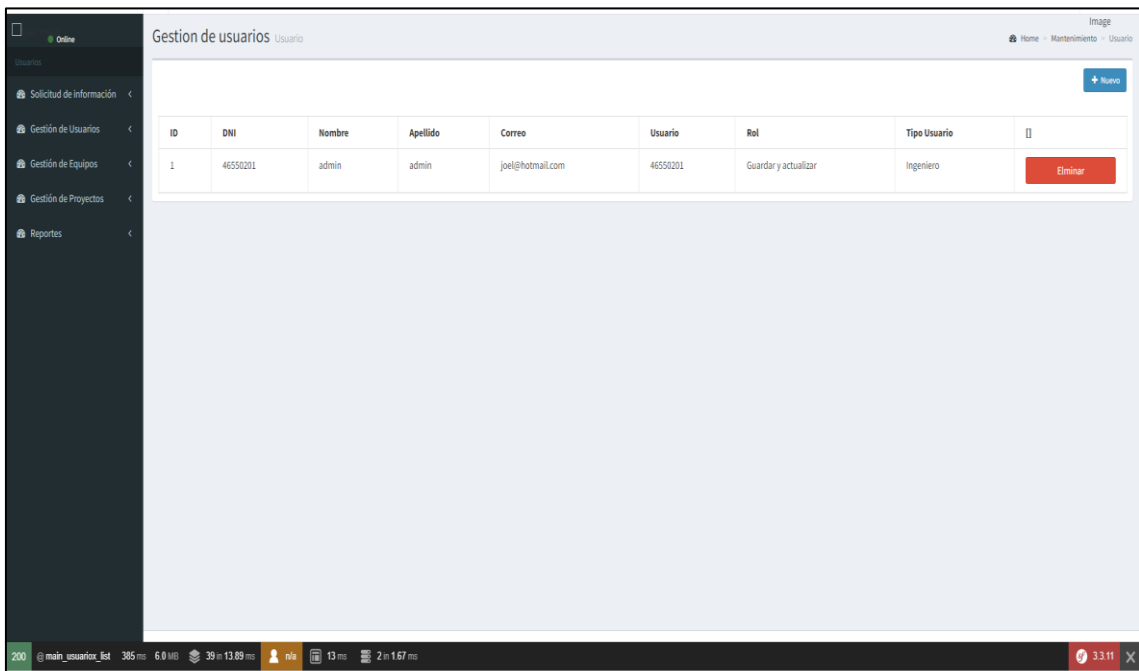 Image
Online
Gestion de usuarios Usuario
Home > Mantenimiento > Usuario
Usuarios
+ Nuevo
Solicitud de información <
Gestión de Usuarios <
Gestión de Equipos <
Gestión de Proyectos <
Reportes <
ID DNI Nombre Apellido Correo Usuario Rol Tipo Usuario []
1 46550201 admin admin joel@hotmail.com 46550201 Guardar y actualizar Ingeniero Elminar
200 @ main_usuariox_list 385 ms 6.0 MB 39 in 13.89 ms n/a 13 ms 2 in 1.67 ms 3.3.11 X